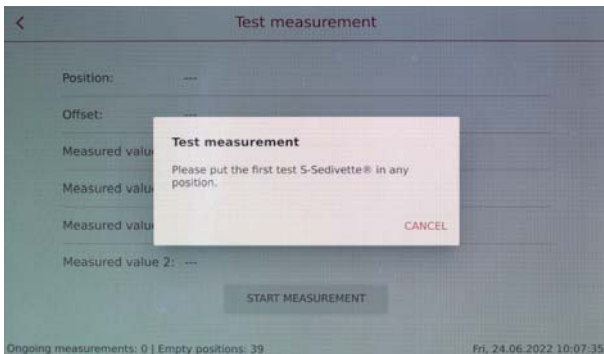 Test measurement
Position: ---
Offset: ---
Measured valu
Test measurement
Please put the first test S-Sedivette® in any
position.
Measured valu
Measured valu
CANCEL
Measured value 2: ---
START MEASUREMENT
Ongoing measurements: 0 | Empty positions: 39
Fri, 24.06.2022 10:07:35